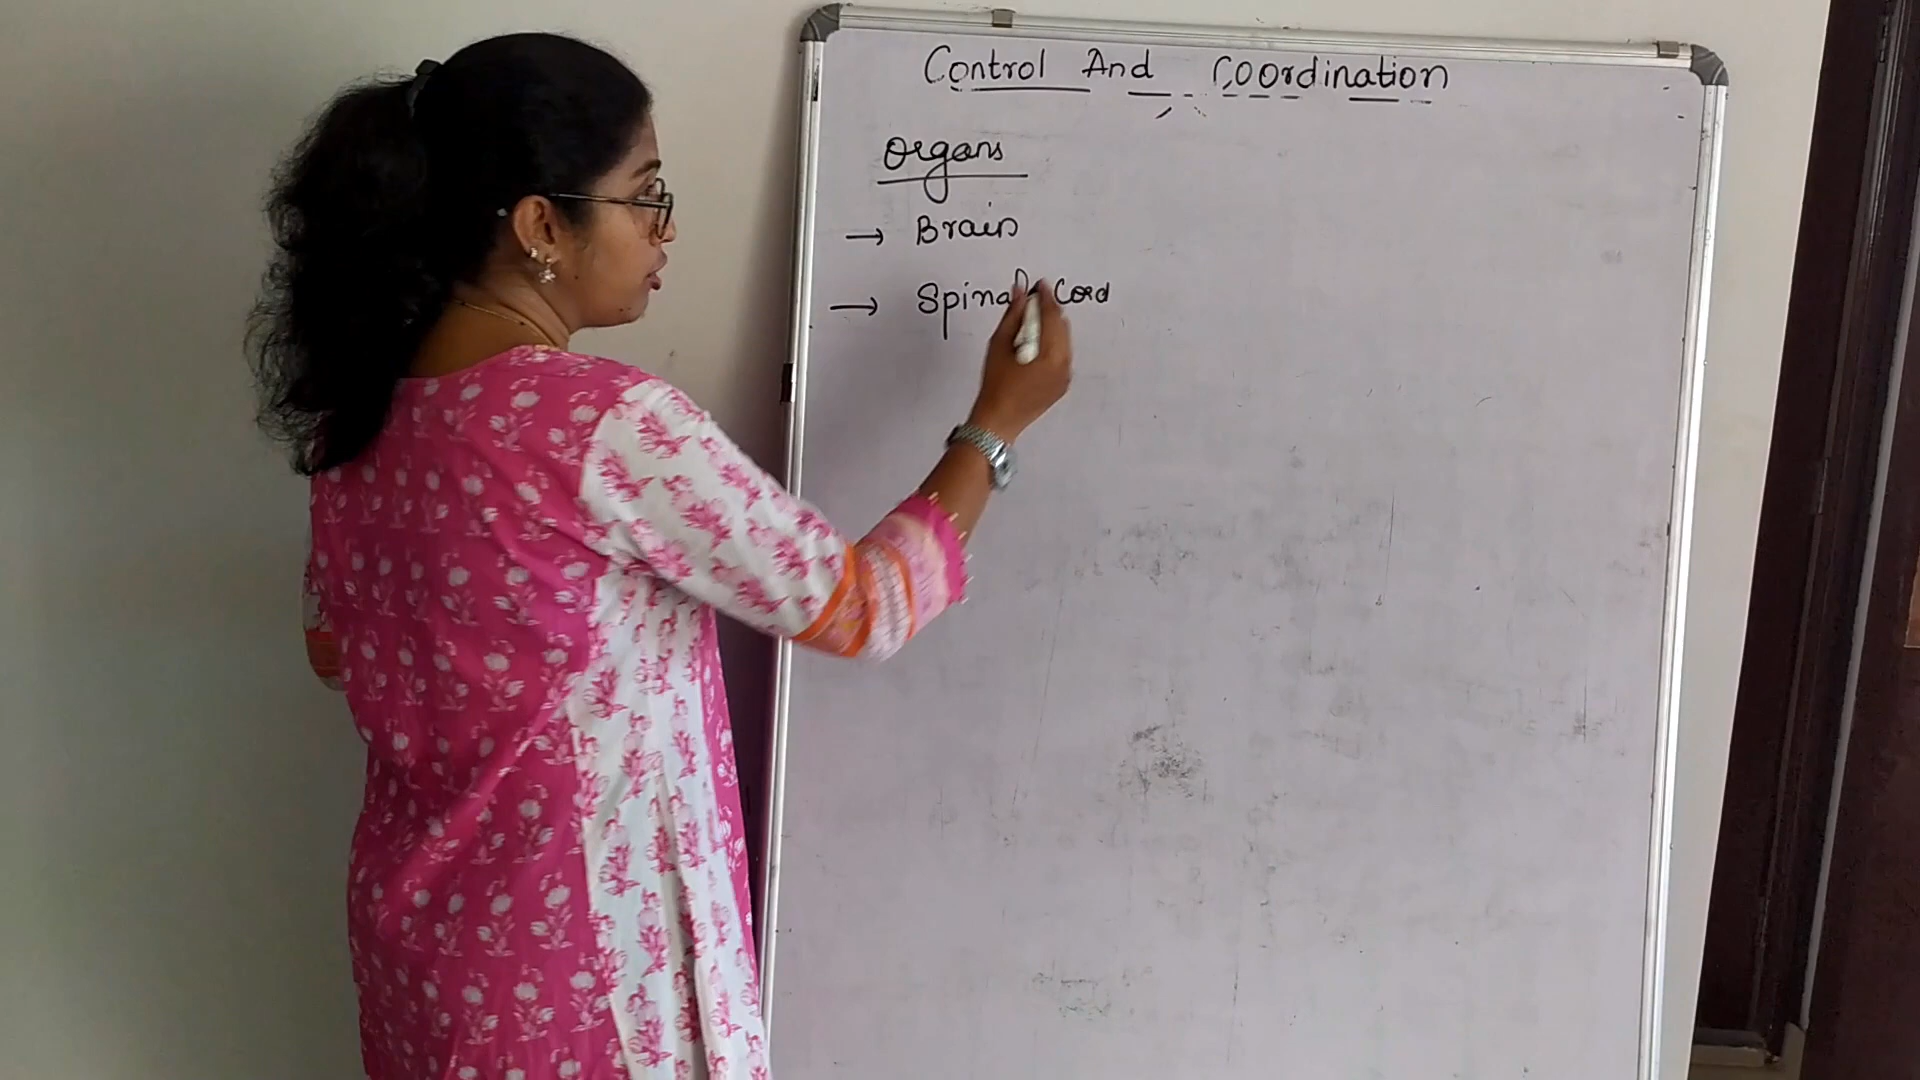 Control And Coordination
Organs
→ Brain
→ Spinal Cord